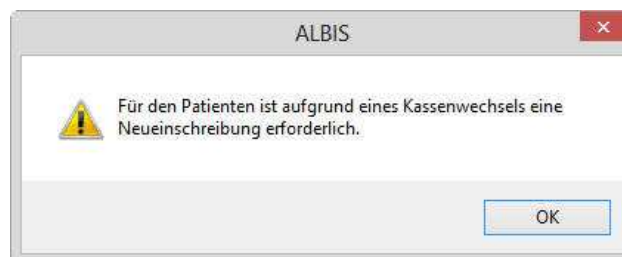 ALBIS
Für den Patienten ist aufgrund eines Kassenwechsels eine
Neueinschreibung erforderlich.
OK